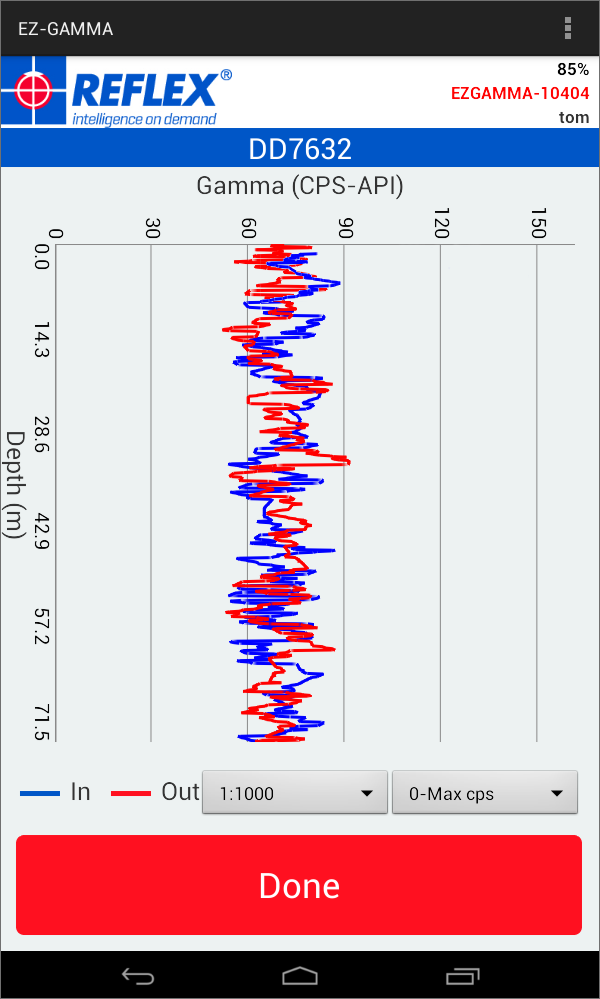 EZ-GAMMA
REFLEX®
intelligence on demand
85%
EZGAMMA-10404
tom
DD7632
Gamma (CPS-API)
0 30 60 90 120 150
0.0
14.3
28.6
42.9
57.2
71.5
Depth (m)
In Out 1:1000 0-Max cps
Done